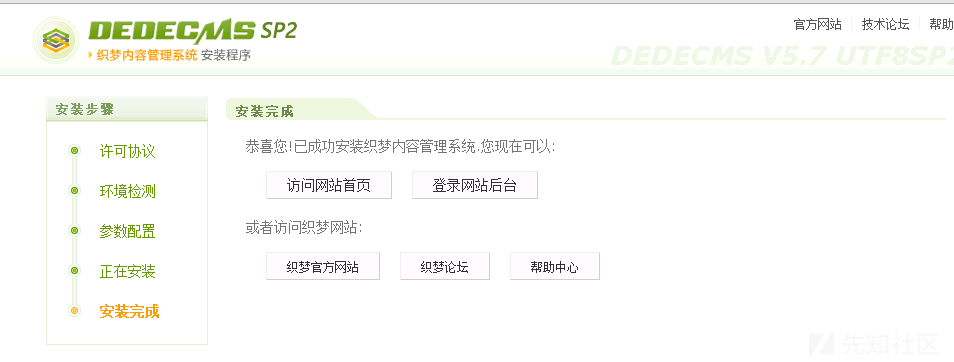 DEDECMS SP2
织梦内容管理系统 安装程序
官方网站 技术论坛 帮助
DEDECMS V5.7 UTF8SP2
安装步骤
许可协议
环境检测
参数配置
正在安装
安装完成
安装完成
恭喜您!已成功安装织梦内容管理系统,您现在可以:
访问网站首页 登录网站后台
或者访问织梦网站:
织梦官方网站 织梦论坛 帮助中心
先知社区